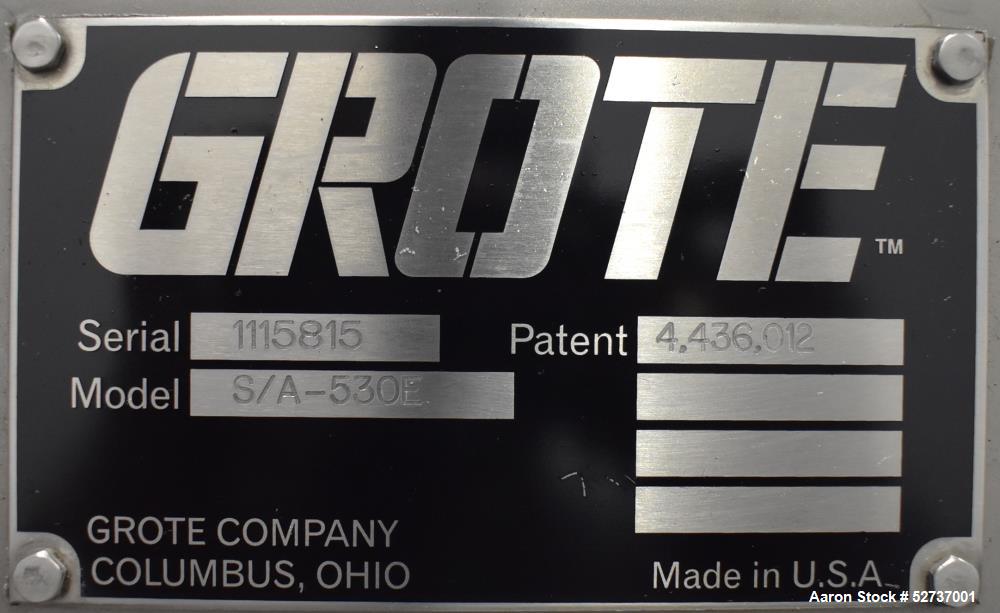 GROTE™
Serial 1115815
Model S/A-530E
Patent 4,436,012
GROTE COMPANY
COLUMBUS, OHIO
Made in U.S.A.
Aaron Stock # 52737001